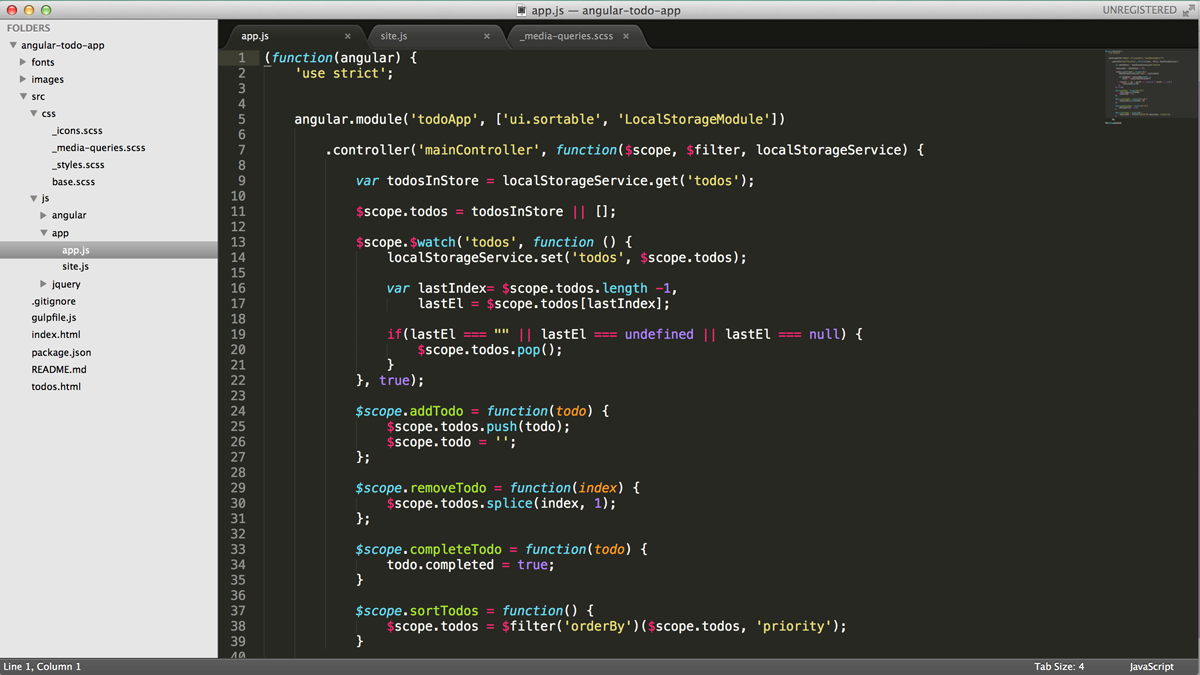 app.js — angular-todo-app
UNREGISTERED
FOLDERS
angular-todo-app
fonts
images
src
css
_icons.scss
_media-queries.scss
_styles.scss
base.scss
js
angular
app
app.js
site.js
jquery
.gitignore
gulpfile.js
index.html
package.json
README.md
todos.html
app.js × site.js × _media-queries.scss ×
1 (function(angular) {
2 'use strict';
3
4
5 angular.module('todoApp', ['ui.sortable', 'LocalStorageModule'])
6
7 .controller('mainController', function($scope, $filter, localStorageService) {
8
9 var todosInStore = localStorageService.get('todos');
10
11 $scope.todos = todosInStore || [];
12
13 $scope.$watch('todos', function () {
14 localStorageService.set('todos', $scope.todos);
15
16 var lastIndex= $scope.todos.length -1,
17 lastEl = $scope.todos[lastIndex];
18
19 if(lastEl === "" || lastEl === undefined || lastEl === null) {
20 $scope.todos.pop();
21 }
22 }, true);
23
24 $scope.addTodo = function(todo) {
25 $scope.todos.push(todo);
26 $scope.todo = '';
27 };
28
29 $scope.removeTodo = function(index) {
30 $scope.todos.splice(index, 1);
31 };
32
33 $scope.completeTodo = function(todo) {
34 todo.completed = true;
35 }
36
37 $scope.sortTodos = function() {
38 $scope.todos = $filter('orderBy')($scope.todos, 'priority');
39 }
40
Line 1, Column 1
Tab Size: 4
JavaScript